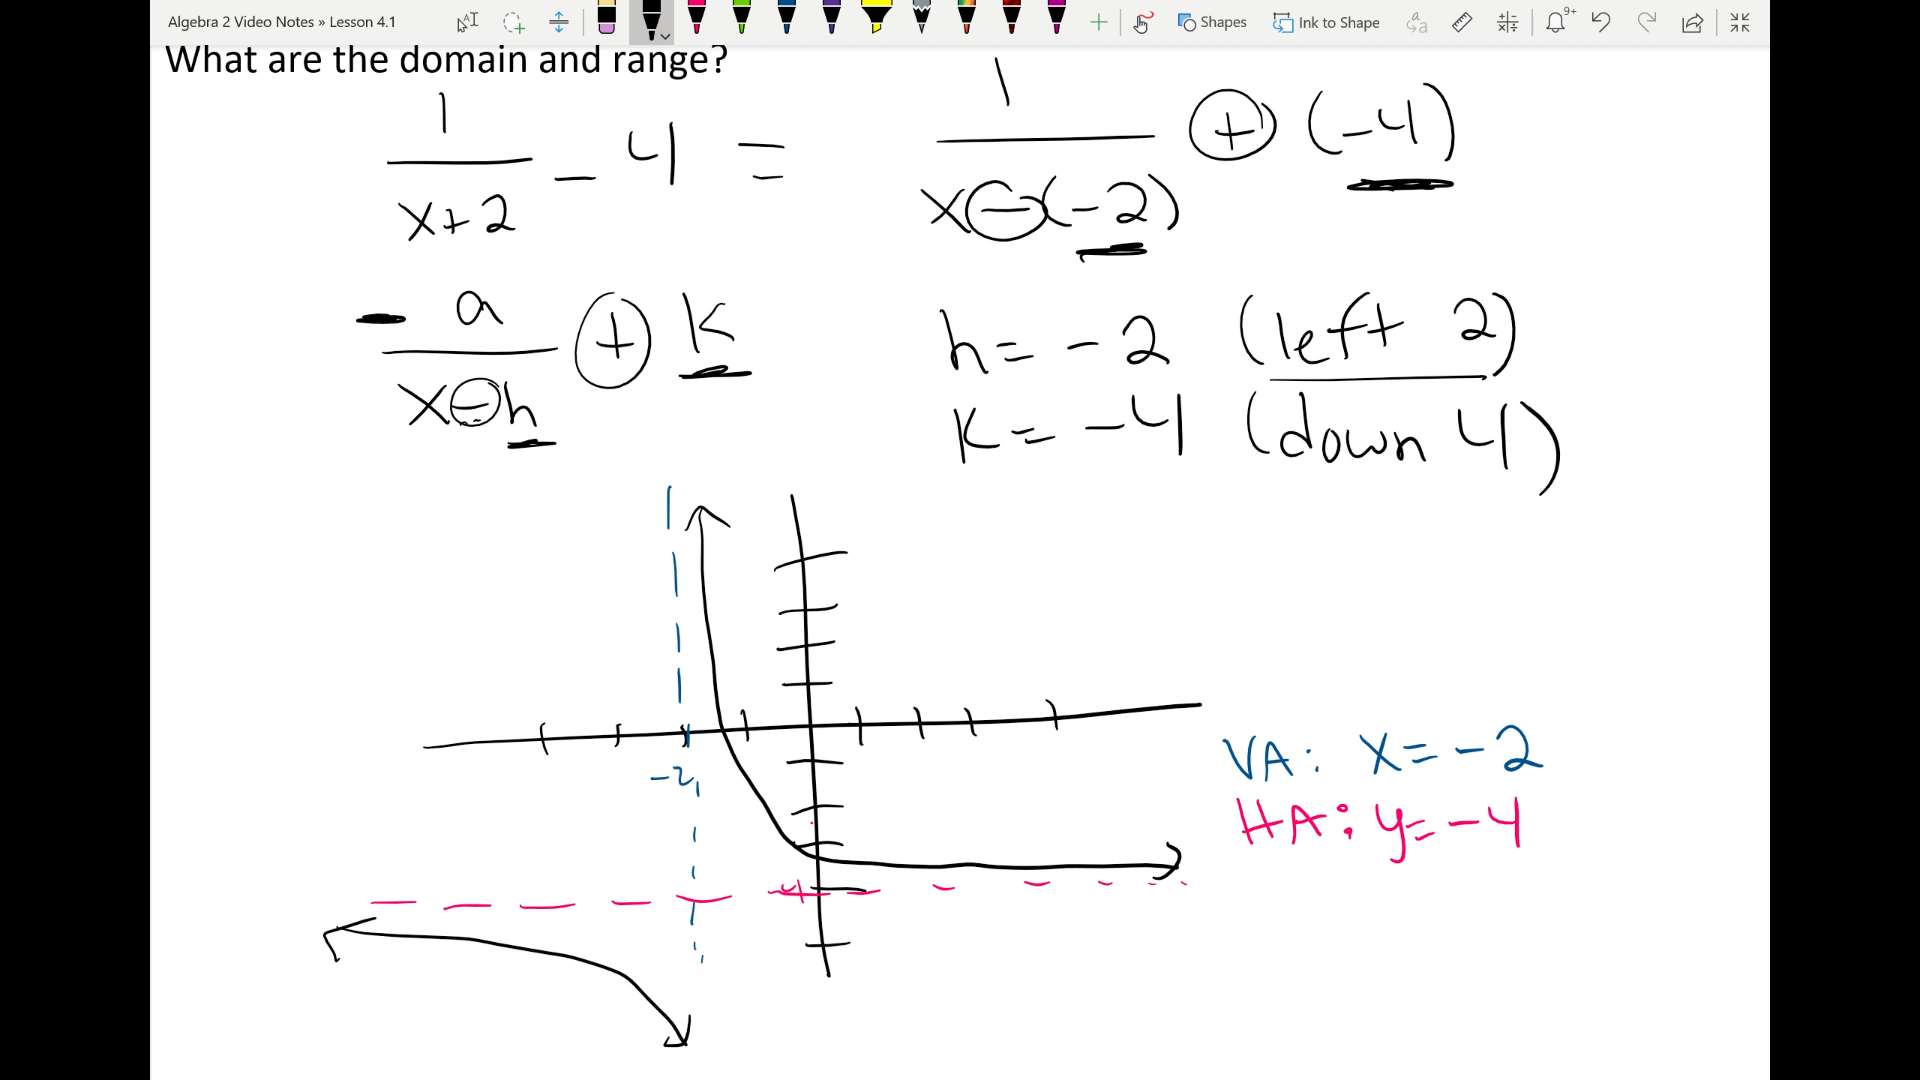 Algebra 2 Video Notes » Lesson 4.1
Shapes
Ink to Shape
9+
What are the domain and range?
1/(x+2) - 4 = 1/(x-(-2)) + (-4)
- a/(x-h) + k
h = -2 (left 2)
k = -4 (down 4)
-2
VA: x = -2
HA: y = -4
-4